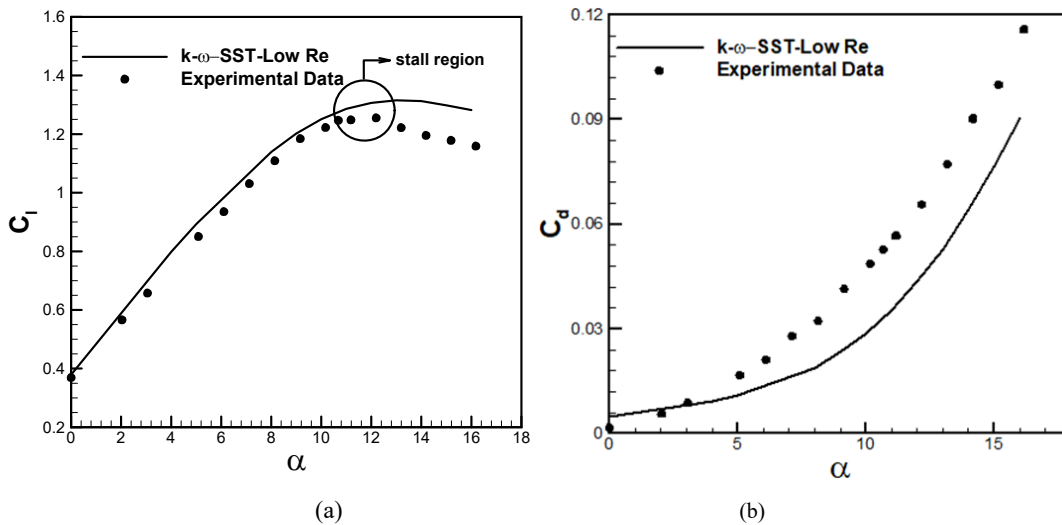 1.6
1.4
1.2
1
0.8
0.6
0.4
0.2
C_l
k-ω-SST-Low Re
Experimental Data
stall region
0 2 4 6 8 10 12 14 16 18
α
(a)
0.12
0.09
0.06
0.03
0
C_d
k-ω-SST-Low Re
Experimental Data
0 5 10 15
α
(b)